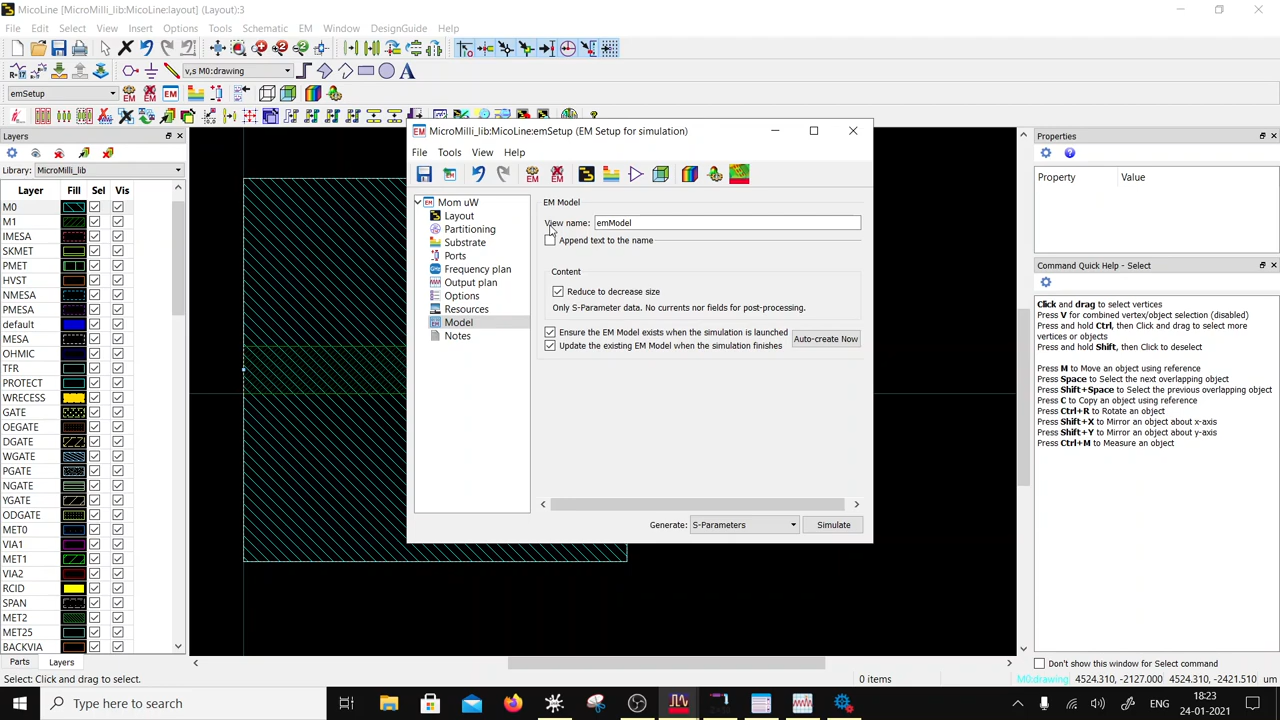 MicoLine [MicroMilli_lib:MicoLine:layout] (Layout):3
File Edit Select View Insert Options Tools Schematic EM Window DesignGuide Help
v,s M0:drawing
emSetup
EM
Layers
Library: MicroMilli_lib
Layer Fill Sel Vis
M0
M1
IMESA
SKMET
PMET
HVST
NMESA
PMESA
default
MESA
OHMIC
TFR
PROTECT
WRECESS
GATE
OEGATE
DGATE
WGATE
PGATE
NGATE
YGATE
ODGATE
MET0
VIA1
MET1
VIA2
RCID
SPAN
MET2
MET25
BACKVIA
Parts Layers
Select: Click and drag to select.
EM MicroMilli_lib:MicoLine:emSetup (EM Setup for simulation)
File Tools View Help
Mom uW
Layout
Partitioning
Substrate
Ports
Frequency plan
Output plan
Options
Resources
Model
Notes
EM Model
View name: emModel
Append text to the name
Content
Reduce to decrease size
Only S-Parameter data. No currents nor fields for post-processing.
Ensure the EM Model exists when the simulation is launched
Update the existing EM Model when the simulation finishes
Auto-create Now
Generate: S-Parameters Simulate
Properties
Property Value
Command Quick Help - Select
Click and drag to select vertices
Press V for combined vertex/object selection (disabled)
Press and hold Ctrl, then Click and drag to select more
vertices or objects
Press and hold Shift, then Click to deselect
Press M to Move an object using reference
Press Space to Select the next overlapping object
Press Shift+Space to Select the previous overlapping object
Press C to Copy an object using reference
Press Ctrl+R to Rotate an object
Press Shift+X to Mirror an object about x-axis
Press Shift+Y to Mirror an object about y-axis
Press Ctrl+M to Measure an object
Don't show this window for Select command
0 items
M0:drawing 4524.310, -2127.000 4524.310, -2421.510 um
Type here to search
ENG
18:23
24-01-2021